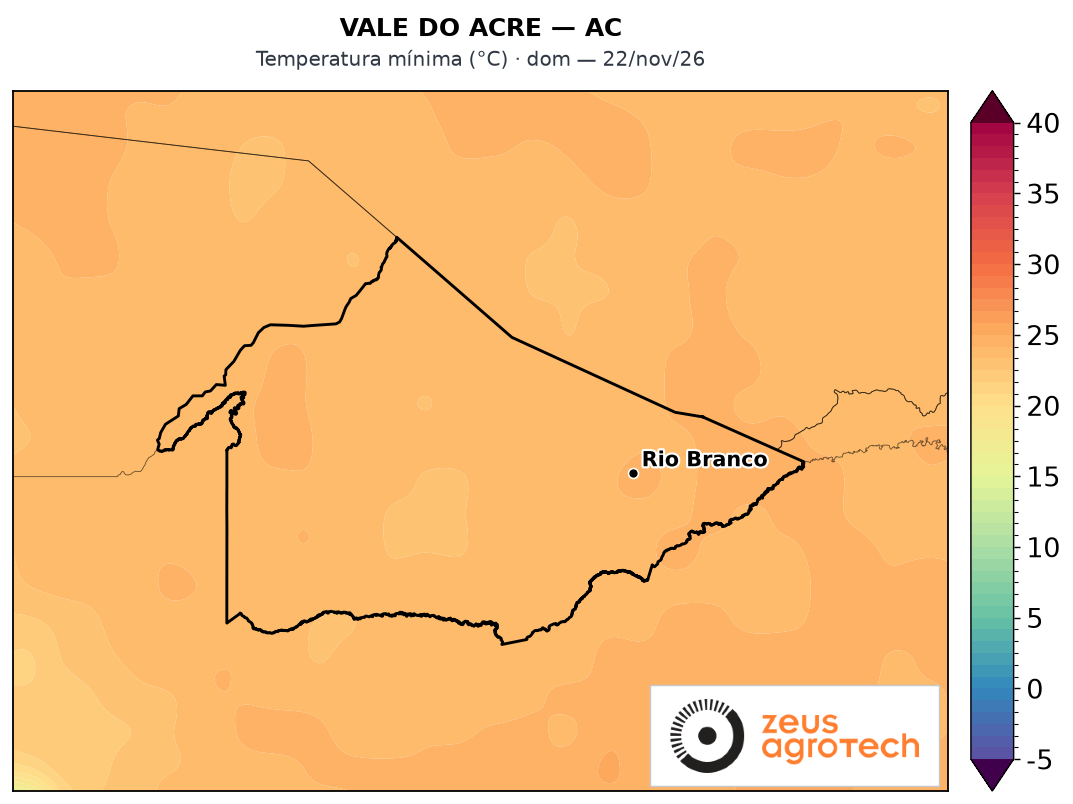 VALE DO ACRE — AC
Temperatura mínima (°C) · dom — 22/nov/26
40
35
30
25
20
15
10
5
0
-5
Rio Branco
zeus
agrotech